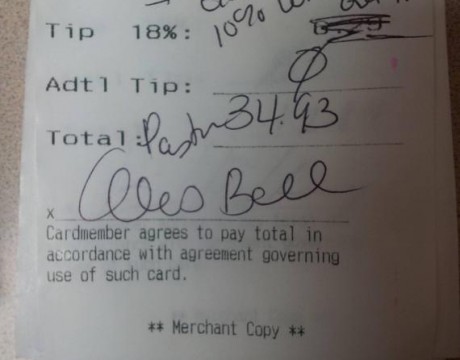 10%
Tip 18%:
Adtl Tip: 0
Total: Pastor 34.93
x Alois Bell
Cardmember agrees to pay total in
accordance with agreement governing
use of such card.
** Merchant Copy **